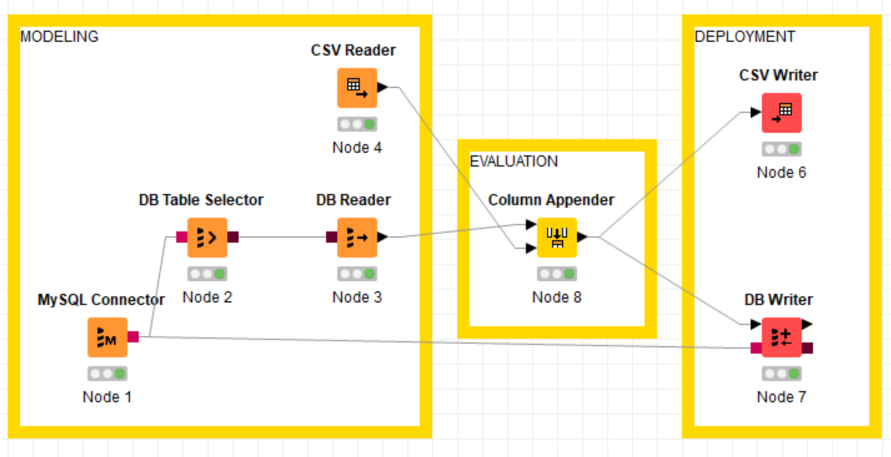 MODELING
CSV Reader
Node 4
DB Table Selector
Node 2
DB Reader
Node 3
MySQL Connector
M
Node 1
EVALUATION
Column Appender
Node 8
DEPLOYMENT
CSV Writer
Node 6
DB Writer
Node 7